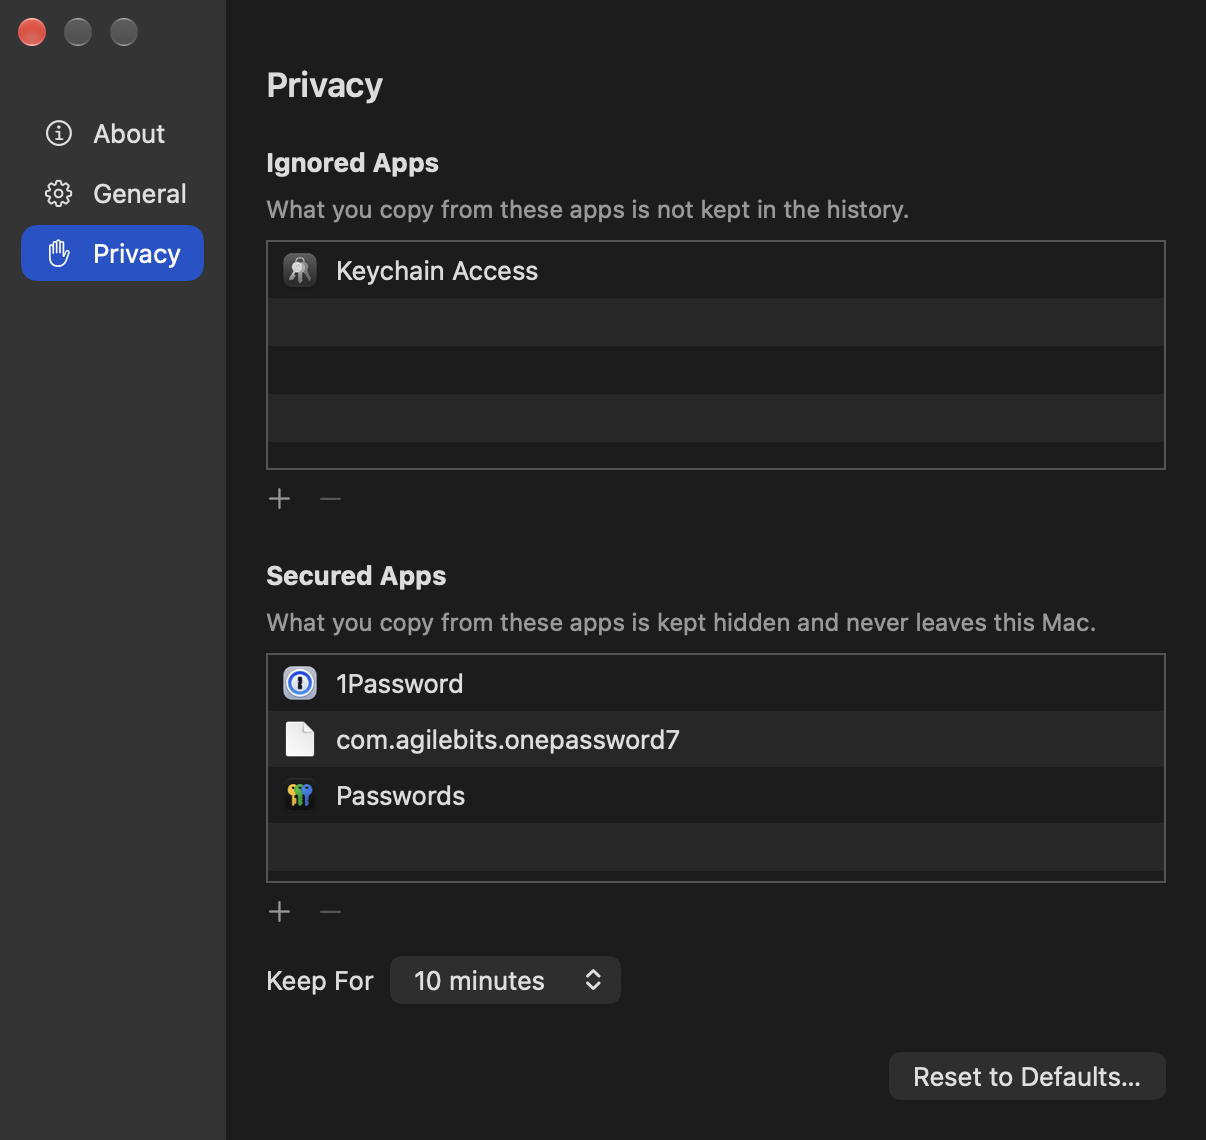 About
General
Privacy
Privacy
Ignored Apps
What you copy from these apps is not kept in the history.
Keychain Access
Secured Apps
What you copy from these apps is kept hidden and never leaves this Mac.
1Password
com.agilebits.onepassword7
Passwords
Keep For 10 minutes
Reset to Defaults...